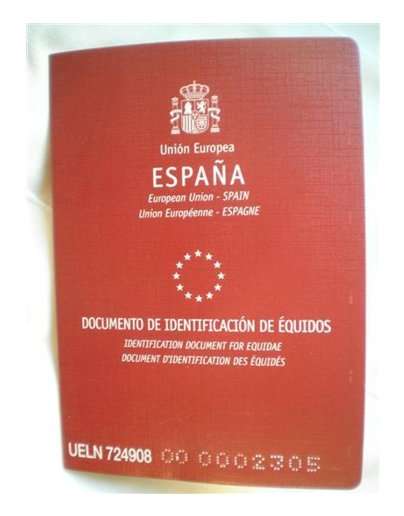 Unión Europea
ESPAÑA
European Union - SPAIN
Union Européenne - ESPAGNE
DOCUMENTO DE IDENTIFICACIÓN DE ÉQUIDOS
IDENTIFICATION DOCUMENT FOR EQUIDAE
DOCUMENT D'IDENTIFICATION DES ÉQUIDÉS
UELN 724908 00 0002305